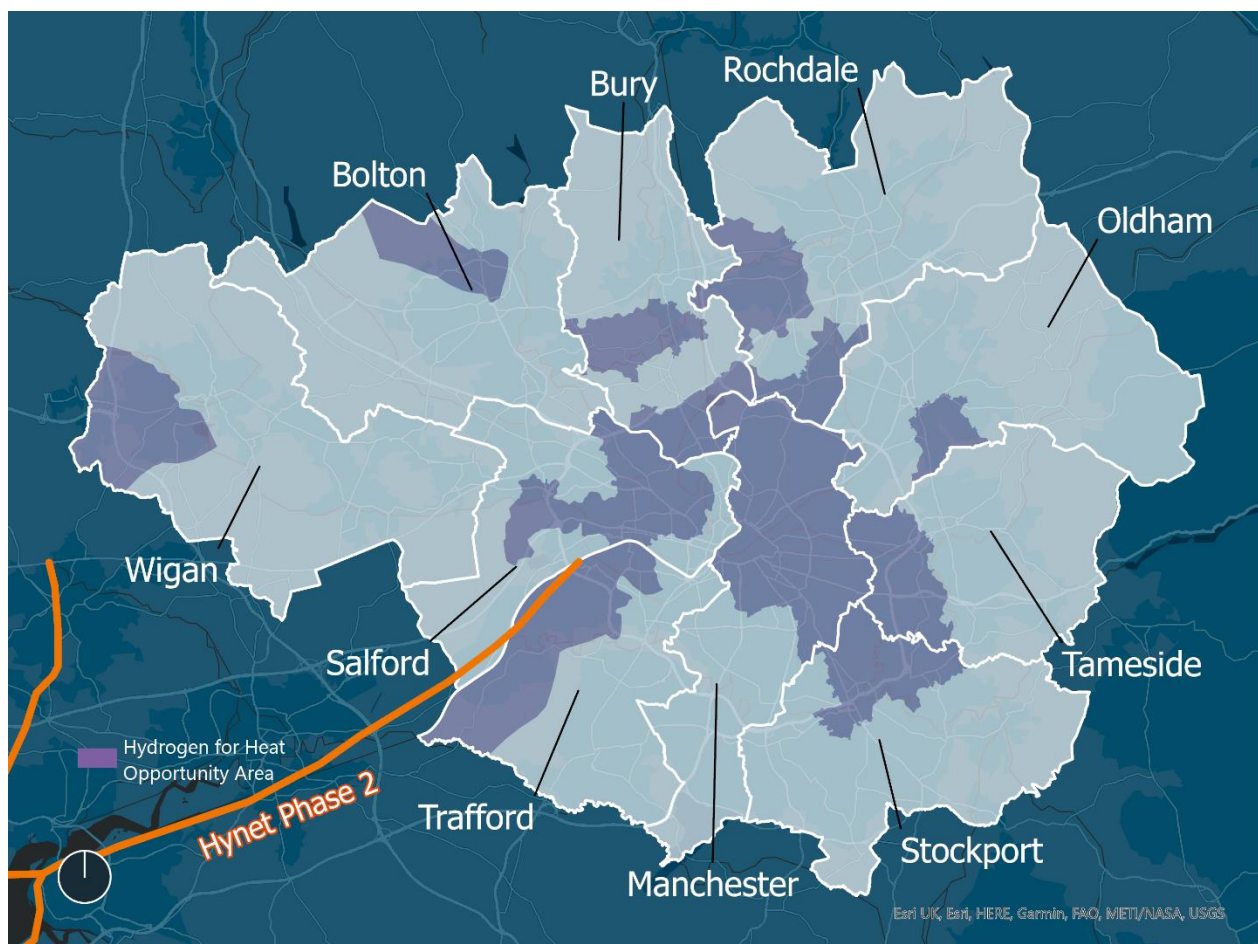 Bury
Rochdale
Bolton
Oldham
Wigan
Salford
Tameside
Hydrogen for Heat
Opportunity Area
Hynet Phase 2
Trafford
Stockport
Manchester
Esri UK, Esri, HERE, Garmin, FAO, METI/NASA, USGS